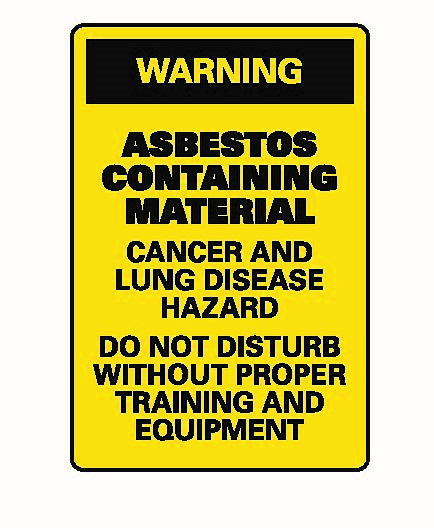 WARNING
ASBESTOS
CONTAINING
MATERIAL
CANCER AND
LUNG DISEASE
HAZARD
DO NOT DISTURB
WITHOUT PROPER
TRAINING AND
EQUIPMENT